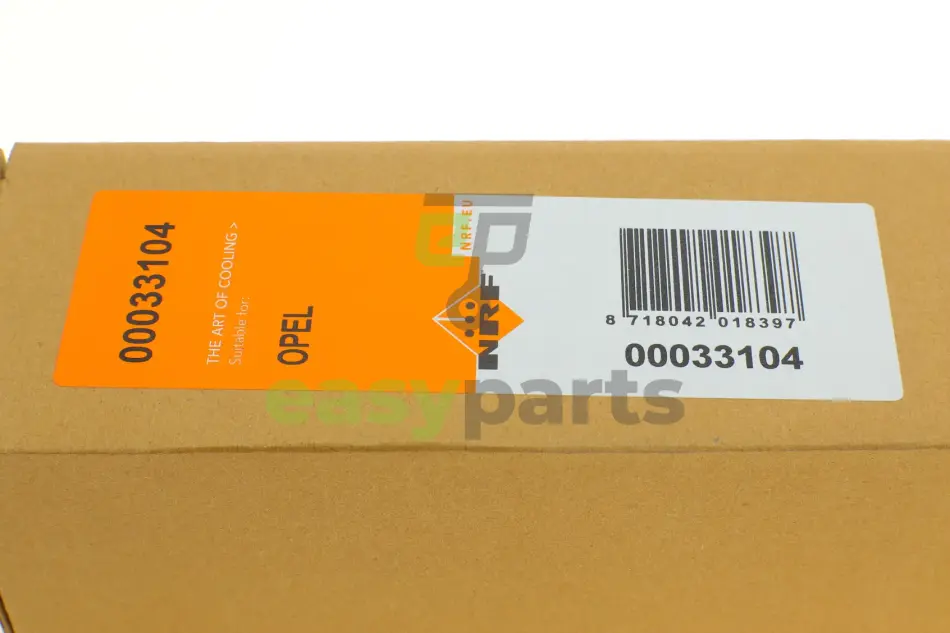 00033104
THE ART OF COOLING >
Suitable for:
OPEL
NRF.EU
NRF
8 718042 018397
00033104
easyparts